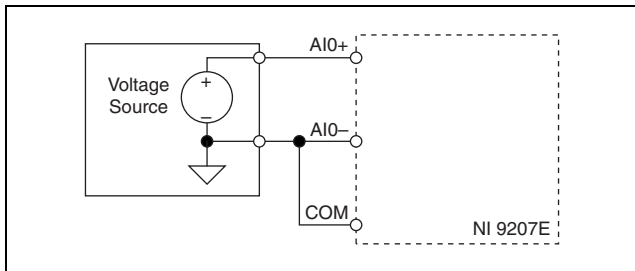 AI0+
Voltage
Source
+
–
AI0–
COM
NI 9207E